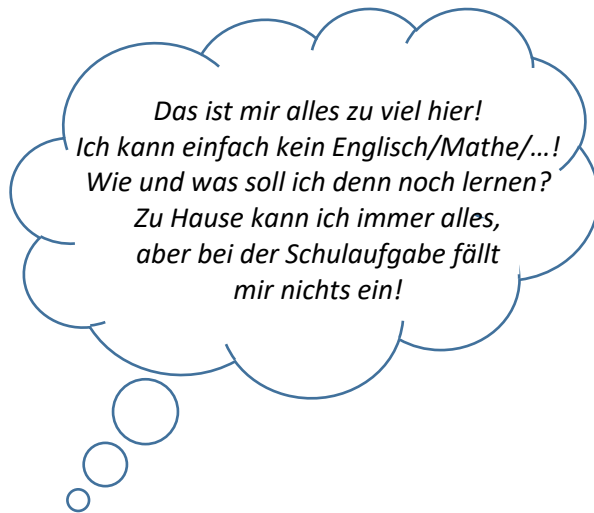 Das ist mir alles zu viel hier!
Ich kann einfach kein Englisch/Mathe/…!
Wie und was soll ich denn noch lernen?
Zu Hause kann ich immer alles,
aber bei der Schulaufgabe fällt
mir nichts ein!